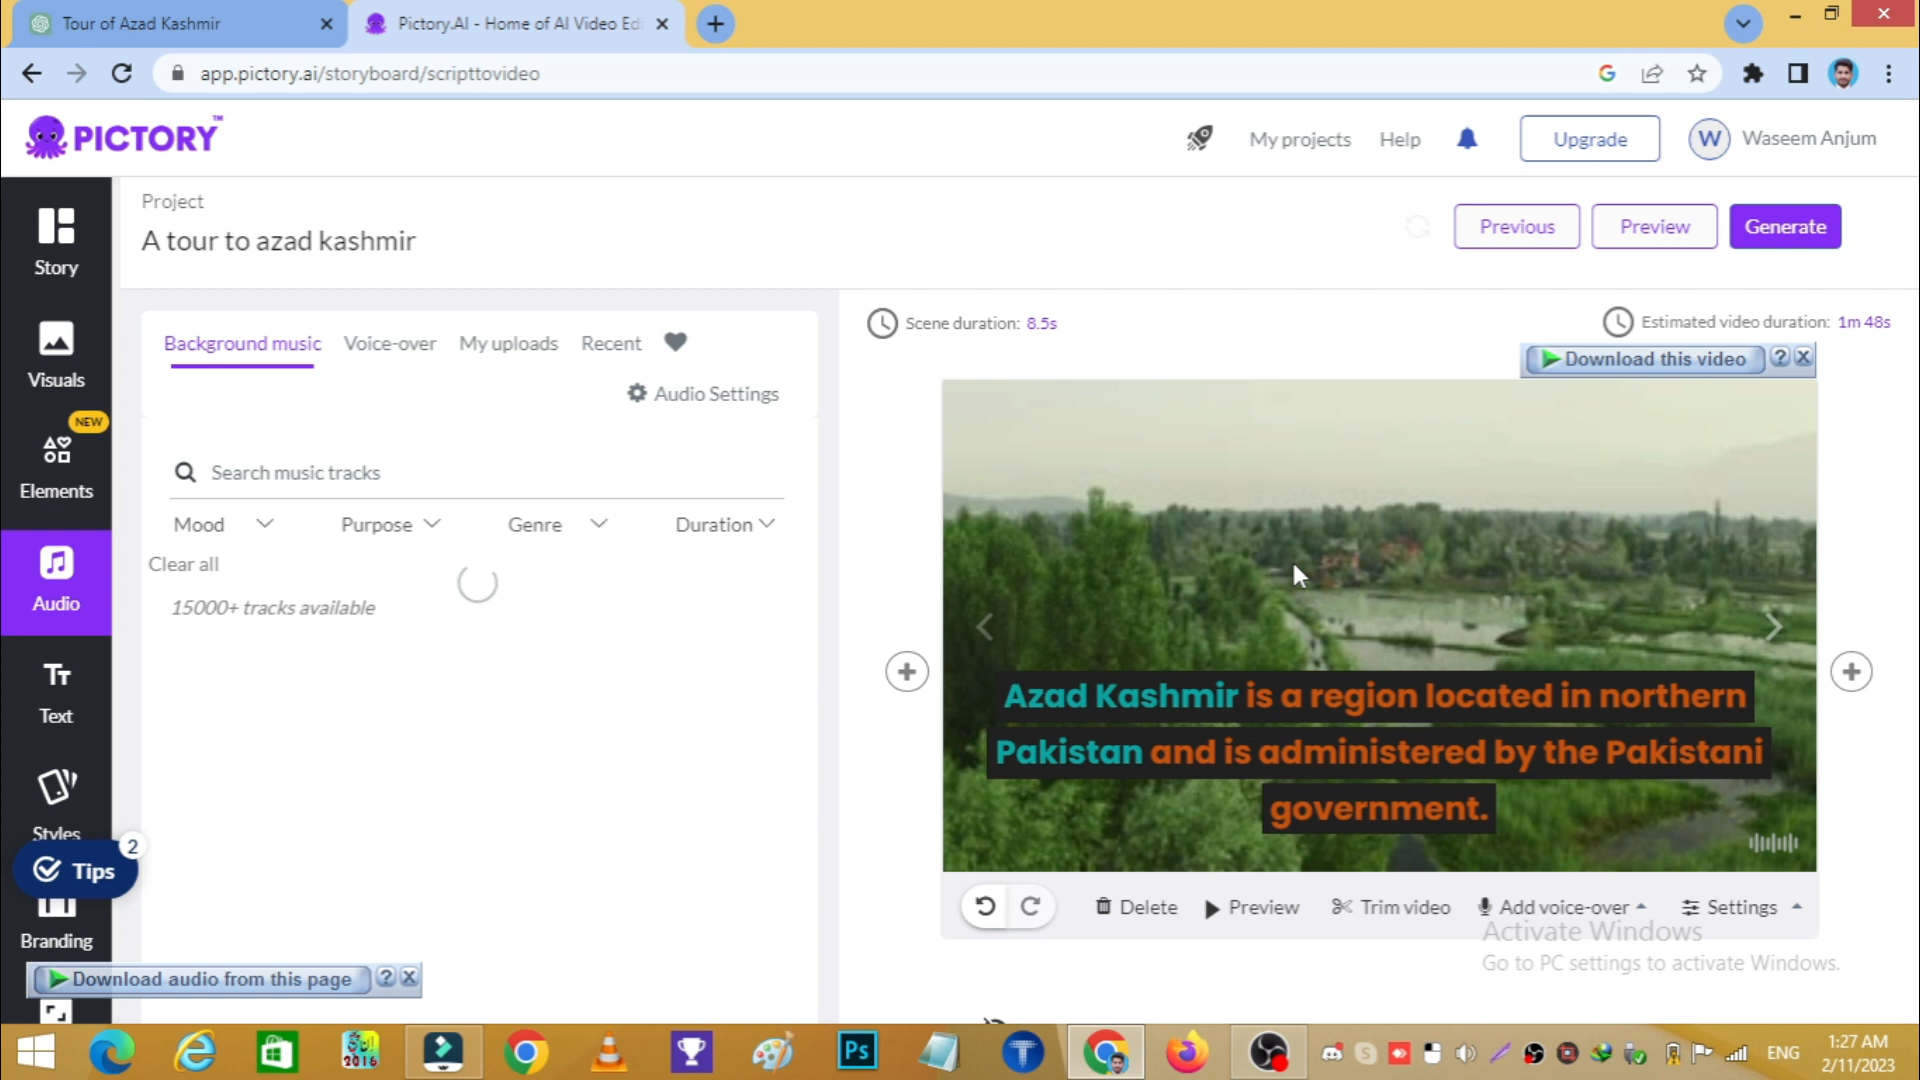 Tour of Azad Kashmir
Pictory.AI - Home of AI Video Edi
app.pictory.ai/storyboard/scripttovideo
PICTORY™
My projects
Help
Upgrade
W
Waseem Anjum
Story
Visuals
NEW
Elements
Audio
Text
Styles
2
Tips
Branding
Project
A tour to azad kashmir
Previous
Preview
Generate
Background music
Voice-over
My uploads
Recent
Audio Settings
Search music tracks
Mood
Purpose
Genre
Duration
Clear all
15000+ tracks available
Scene duration: 8.5s
Estimated video duration: 1m 48s
Download this video
?
Azad Kashmir is a region located in northern
Pakistan and is administered by the Pakistani
government.
Delete
Preview
Trim video
Add voice-over
Settings
Activate Windows
Go to PC settings to activate Windows.
Download audio from this page
?
2016
Ps
ENG
1:27 AM
2/11/2023